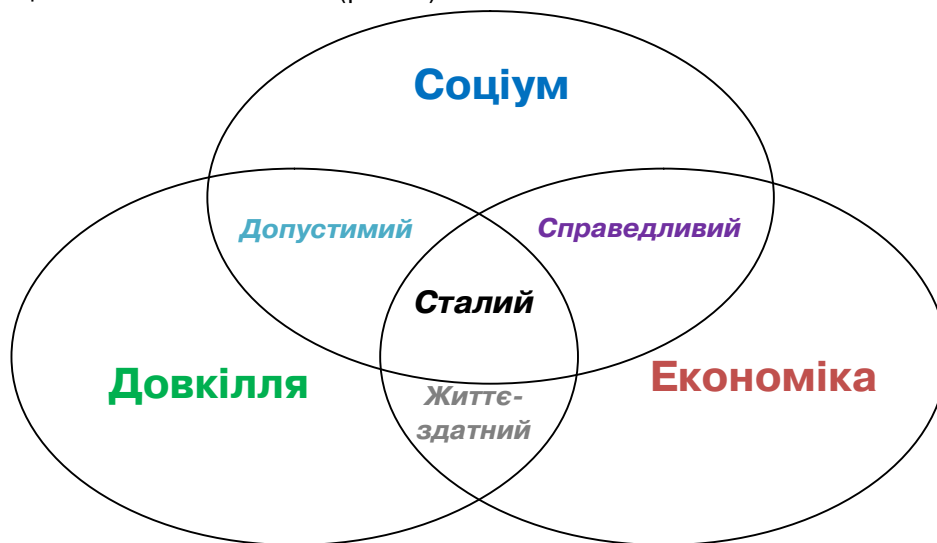 Соціум
Допустимий
Справедливий
Сталий
Довкілля
Економіка
Життє-
здатний